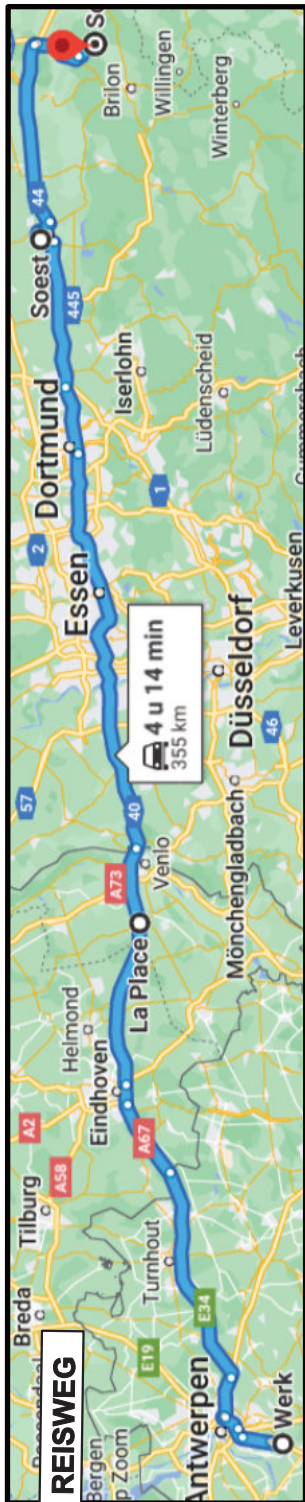 REISWEG
Breda
Tilburg
A2
A58
Helmond
Eindhoven
La Place
A73
Venlo
57
40
4 u 14 min
355 km
Essen
2
Dortmund
Soest
44
445
Iserlohn
Lüdenscheid
1
Brilon
Willingen
Winterberg
Düsseldorf
Leverkusen
46
Mönchengladbach
A67
Turnhout
E34
E19
Bergen
p Zoom
Antwerpen
Werk